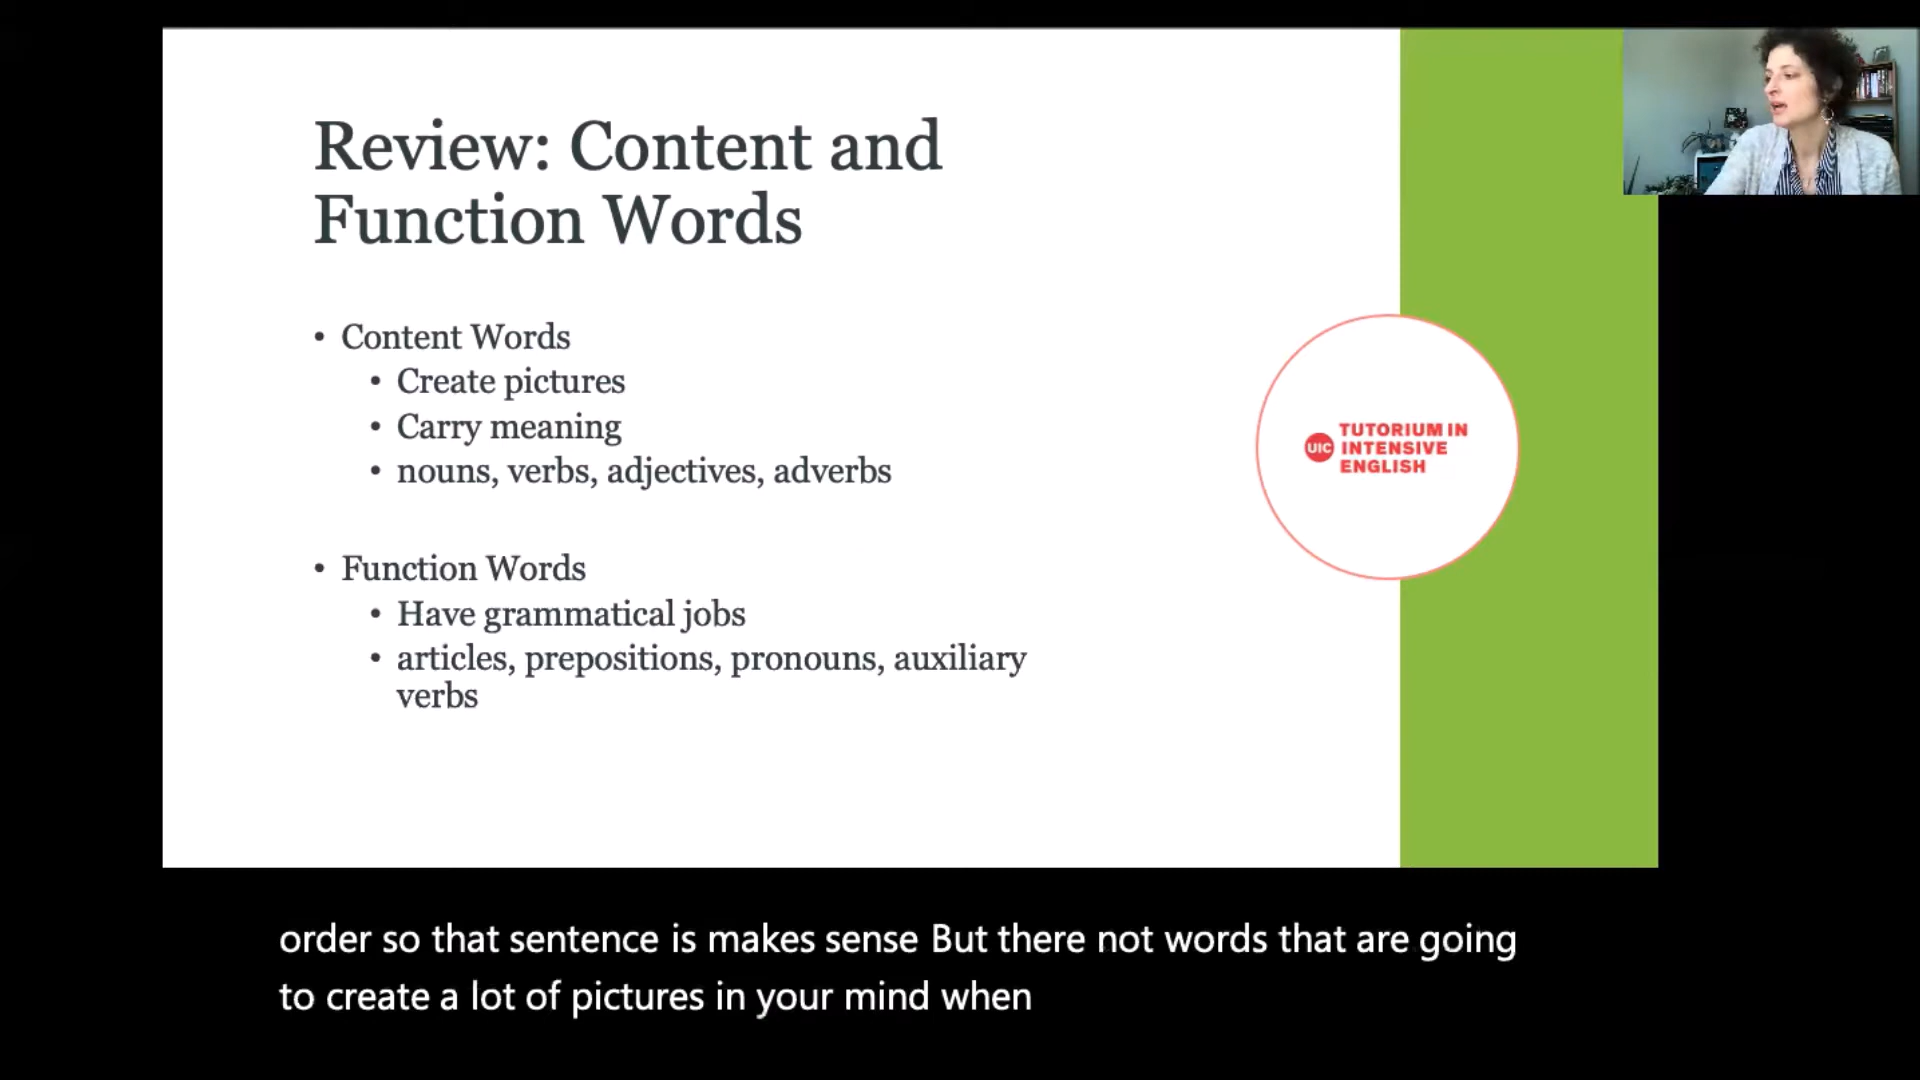 Review: Content and
Function Words
• Content Words
• Create pictures
• Carry meaning
• nouns, verbs, adjectives, adverbs
• Function Words
• Have grammatical jobs
• articles, prepositions, pronouns, auxiliary
verbs
UIC
TUTORIUM IN
INTENSIVE
ENGLISH
order so that sentence is makes sense But there not words that are going
to create a lot of pictures in your mind when